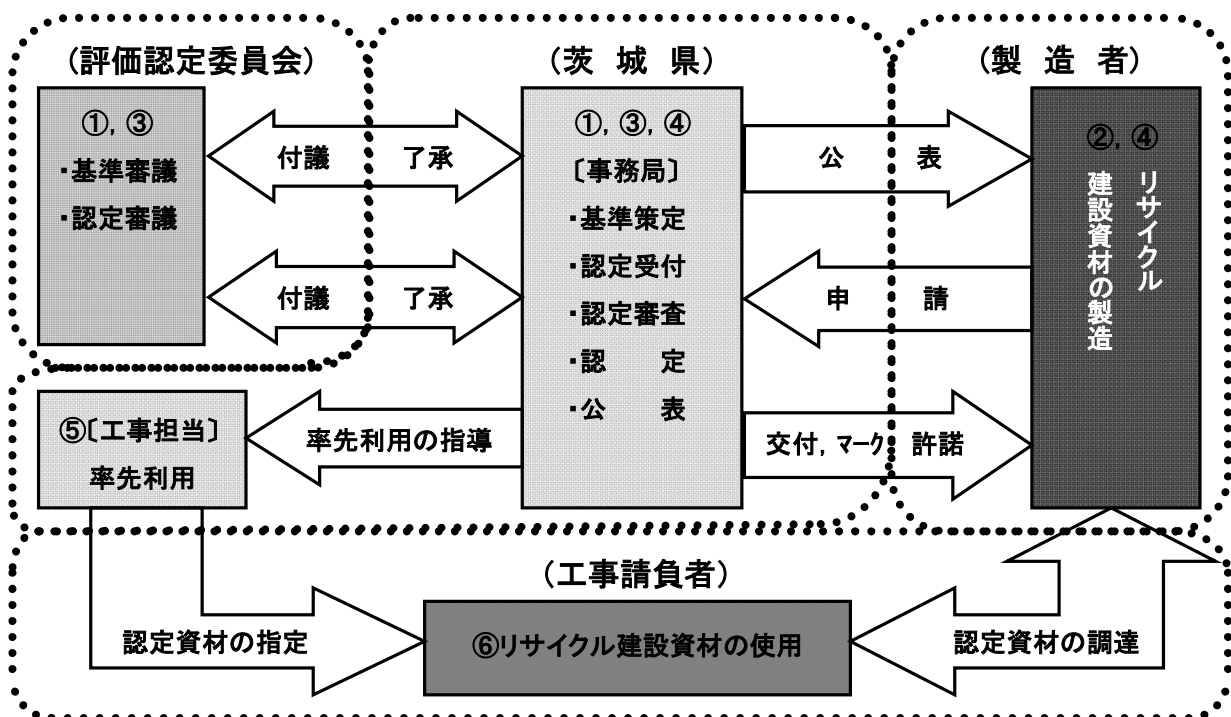 （評価認定委員会）
①，③
・基準審議
・認定審議
付議 了承
付議 了承
（茨 城 県）
①，③，④
〔事務局〕
・基準策定
・認定受付
・認定審査
・認 定
・公 表
公 表
申 請
交付，マーク 許諾
（製 造 者）
②，④
リサイクル
建設資材の製造
率先利用の指導
⑤〔工事担当〕
率先利用
（工事請負者）
認定資材の指定
⑥リサイクル建設資材の使用
認定資材の調達